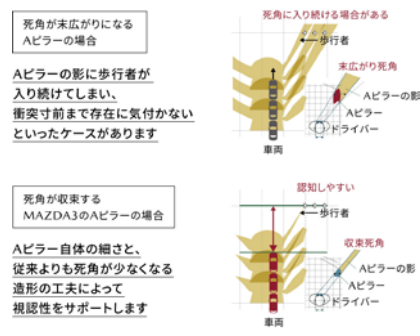 死角が末広がりになる
Aピラーの場合
Aピラーの影に歩行者が
入り続けてしまい、
衝突寸前まで存在に気付かない
といったケースがあります
死角に入り続ける場合がある
歩行者
末広がり死角
Aピラーの影
Aピラー
ドライバー
車両
死角が収束する
MAZDA3のAピラーの場合
Aピラー自体の細さと、
従来よりも死角が少なくなる
造形の工夫によって
視認性をサポートします
認知しやすい
歩行者
収束死角
Aピラーの影
Aピラー
ドライバー
車両